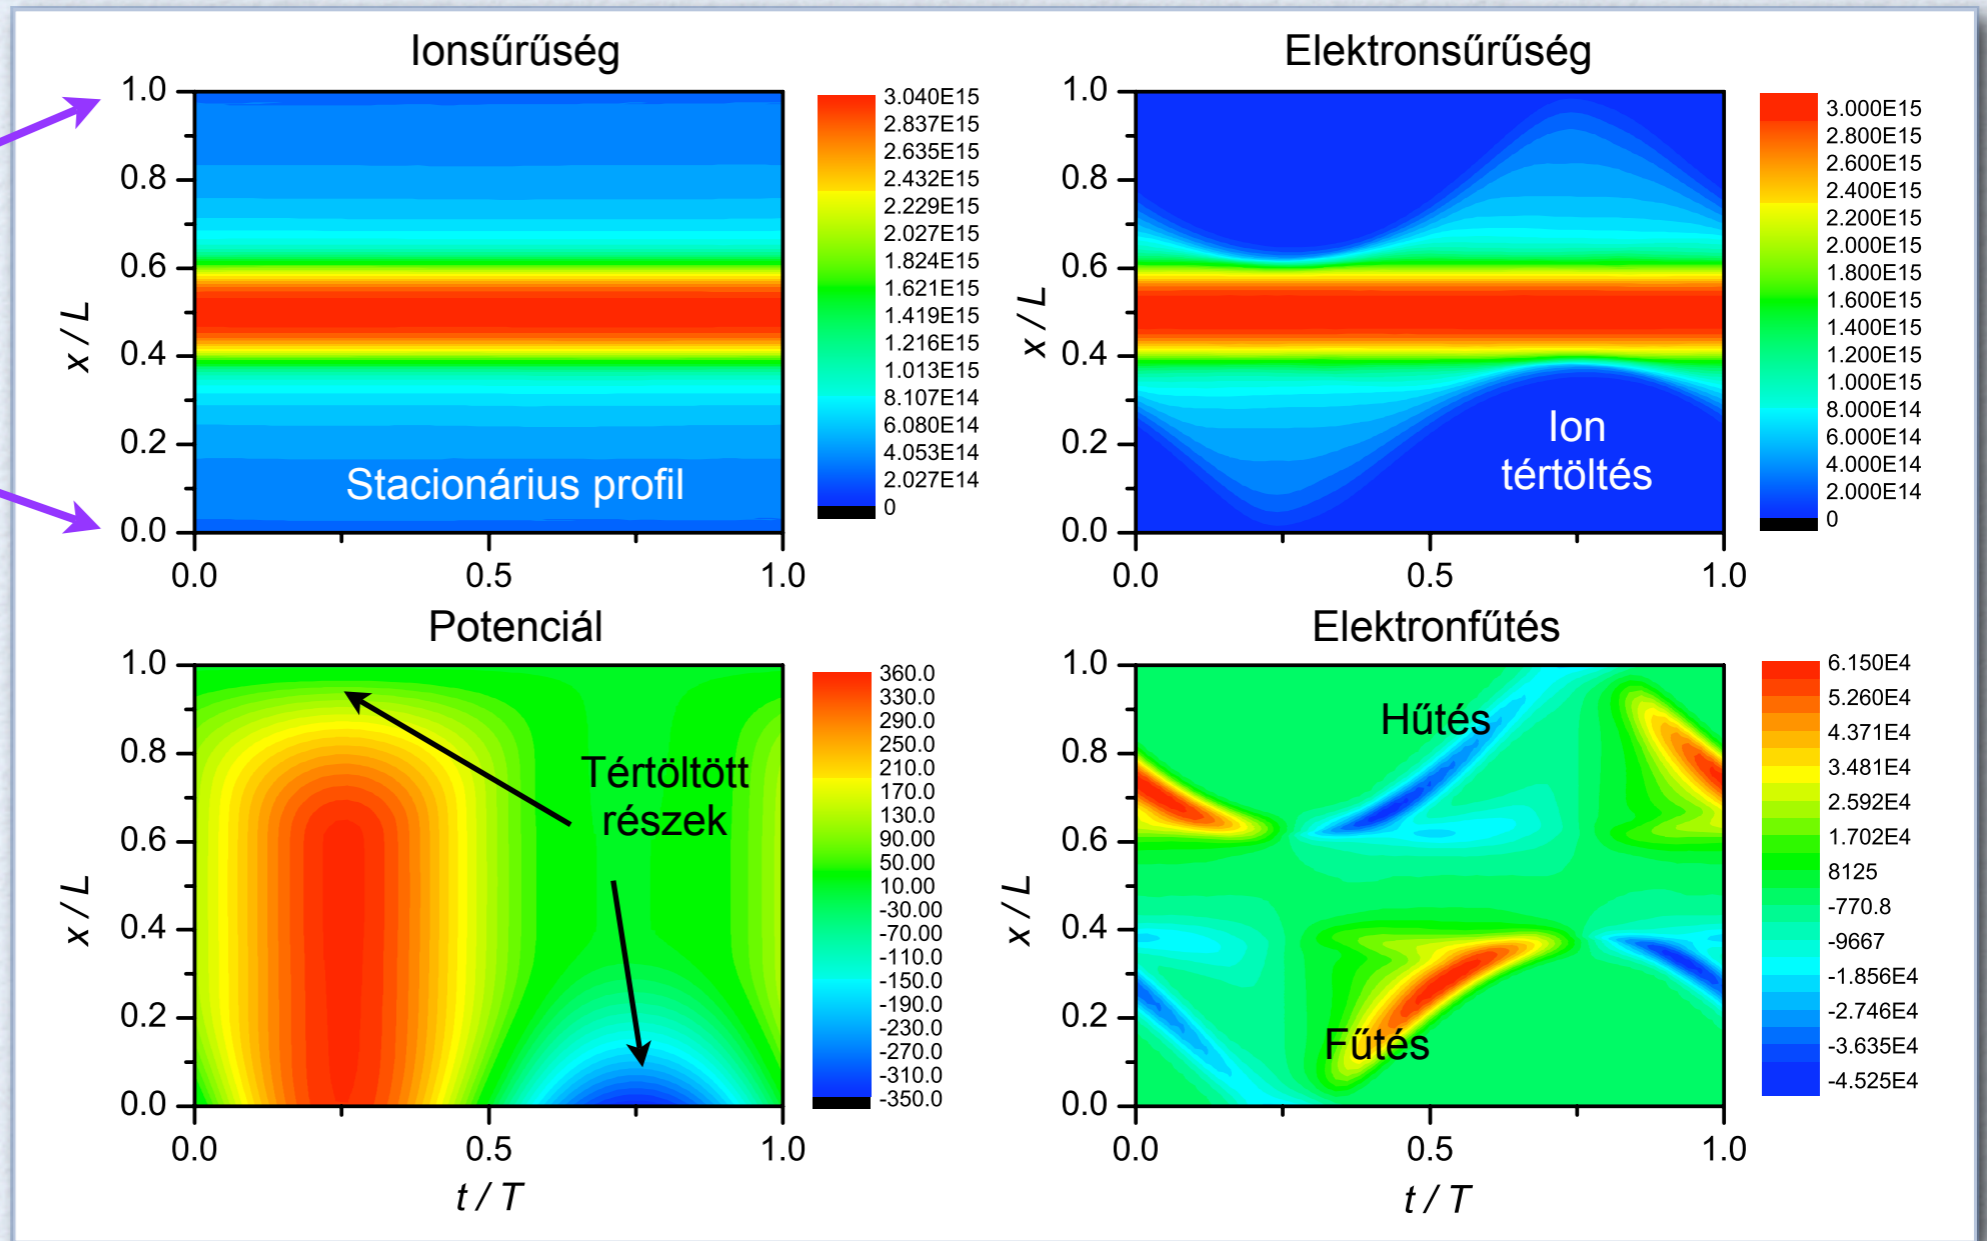 Ionsűrűség
1.0
0.8
0.6
0.4
0.2
0.0
x / L
0.0
0.5
1.0
Stacionárius profil
3.040E15
2.837E15
2.635E15
2.432E15
2.229E15
2.027E15
1.824E15
1.621E15
1.419E15
1.216E15
1.013E15
8.107E14
6.080E14
4.053E14
2.027E14
0
Elektronsűrűség
1.0
0.8
0.6
0.4
0.2
0.0
x / L
0.0
0.5
1.0
Ion
tértöltés
3.000E15
2.800E15
2.600E15
2.400E15
2.200E15
2.000E15
1.800E15
1.600E15
1.400E15
1.200E15
1.000E15
8.000E14
6.000E14
4.000E14
2.000E14
0
Potenciál
1.0
0.8
0.6
0.4
0.2
0.0
x / L
0.0
0.5
1.0
t / T
Tértöltött
részek
360.0
330.0
290.0
250.0
210.0
170.0
130.0
90.00
50.00
10.00
-30.00
-70.00
-110.0
-150.0
-190.0
-230.0
-270.0
-310.0
-350.0
Elektronfűtés
1.0
0.8
0.6
0.4
0.2
0.0
x / L
0.0
0.5
1.0
t / T
Hűtés
Fűtés
6.150E4
5.260E4
4.371E4
3.481E4
2.592E4
1.702E4
8125
-770.8
-9667
-1.856E4
-2.746E4
-3.635E4
-4.525E4